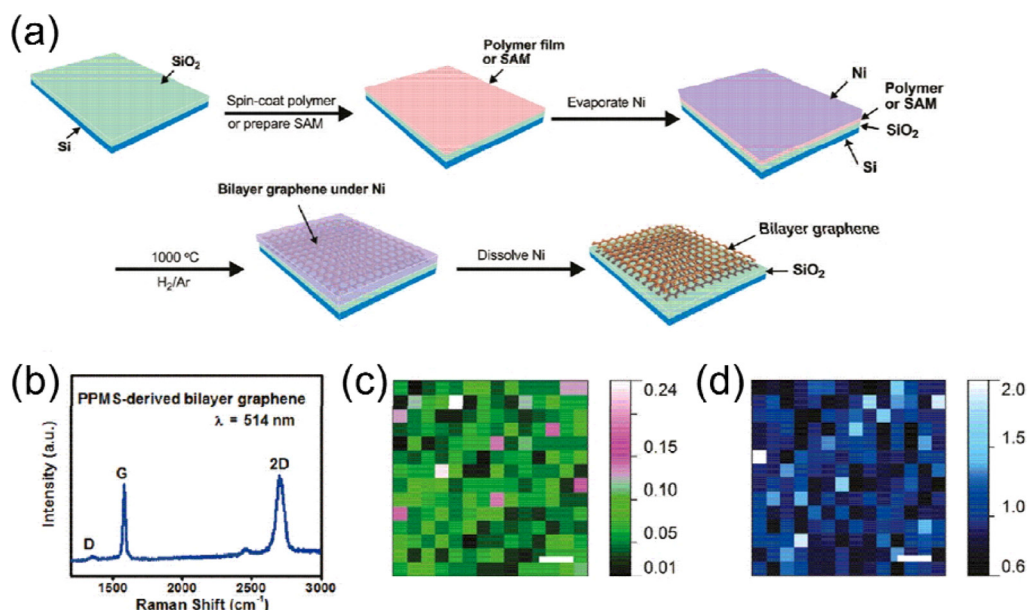 (a)
SiO₂
Si
Spin-coat polymer
or prepare SAM
Polymer film
or SAM
Evaporate Ni
Ni
Polymer
or SAM
SiO₂
Si
1000 ºC
H₂/Ar
Bilayer graphene under Ni
Dissolve Ni
Bilayer graphene
SiO₂
(b)
PPMS-derived bilayer graphene
λ = 514 nm
D
G
2D
Intensity (a.u.)
1500 2000 2500 3000
Raman Shift (cm⁻¹)
(c)
0.24
0.15
0.10
0.05
0.01
(d)
2.0
1.5
1.0
0.6